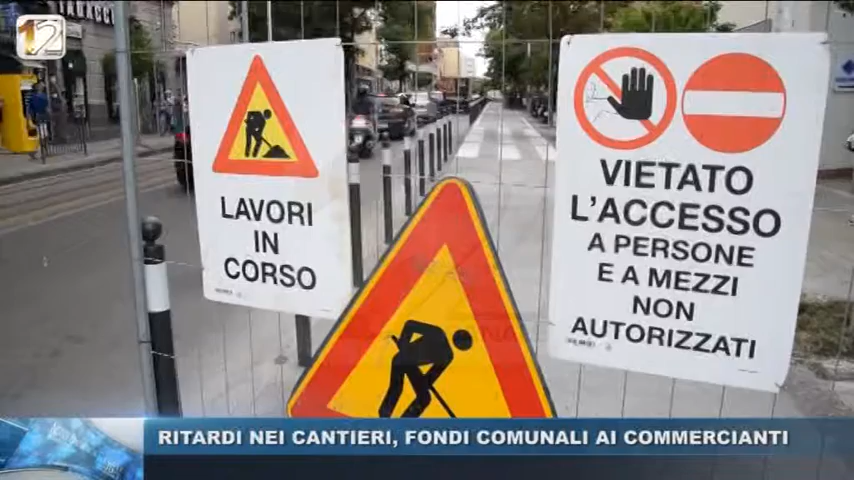 12
LAVORI
IN
CORSO
VIETATO
L'ACCESSO
A PERSONE
E A MEZZI
NON
AUTORIZZATI
RITARDI NEI CANTIERI, FONDI COMUNALI AI COMMERCIANTI